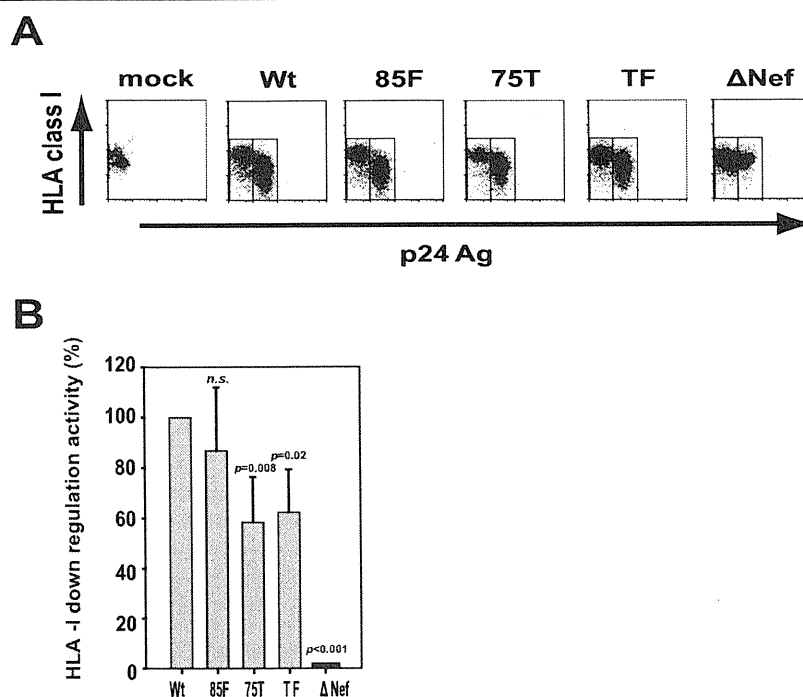 A
mock Wt 85F 75T TF ΔNef
HLA class I
p24 Ag
B
HLA -I down regulation activity (%)
120
100
80
60
40
20
0
n.s.
p=0.008
p=0.02
p<0.001
Wt 85F 75T TF ΔNef